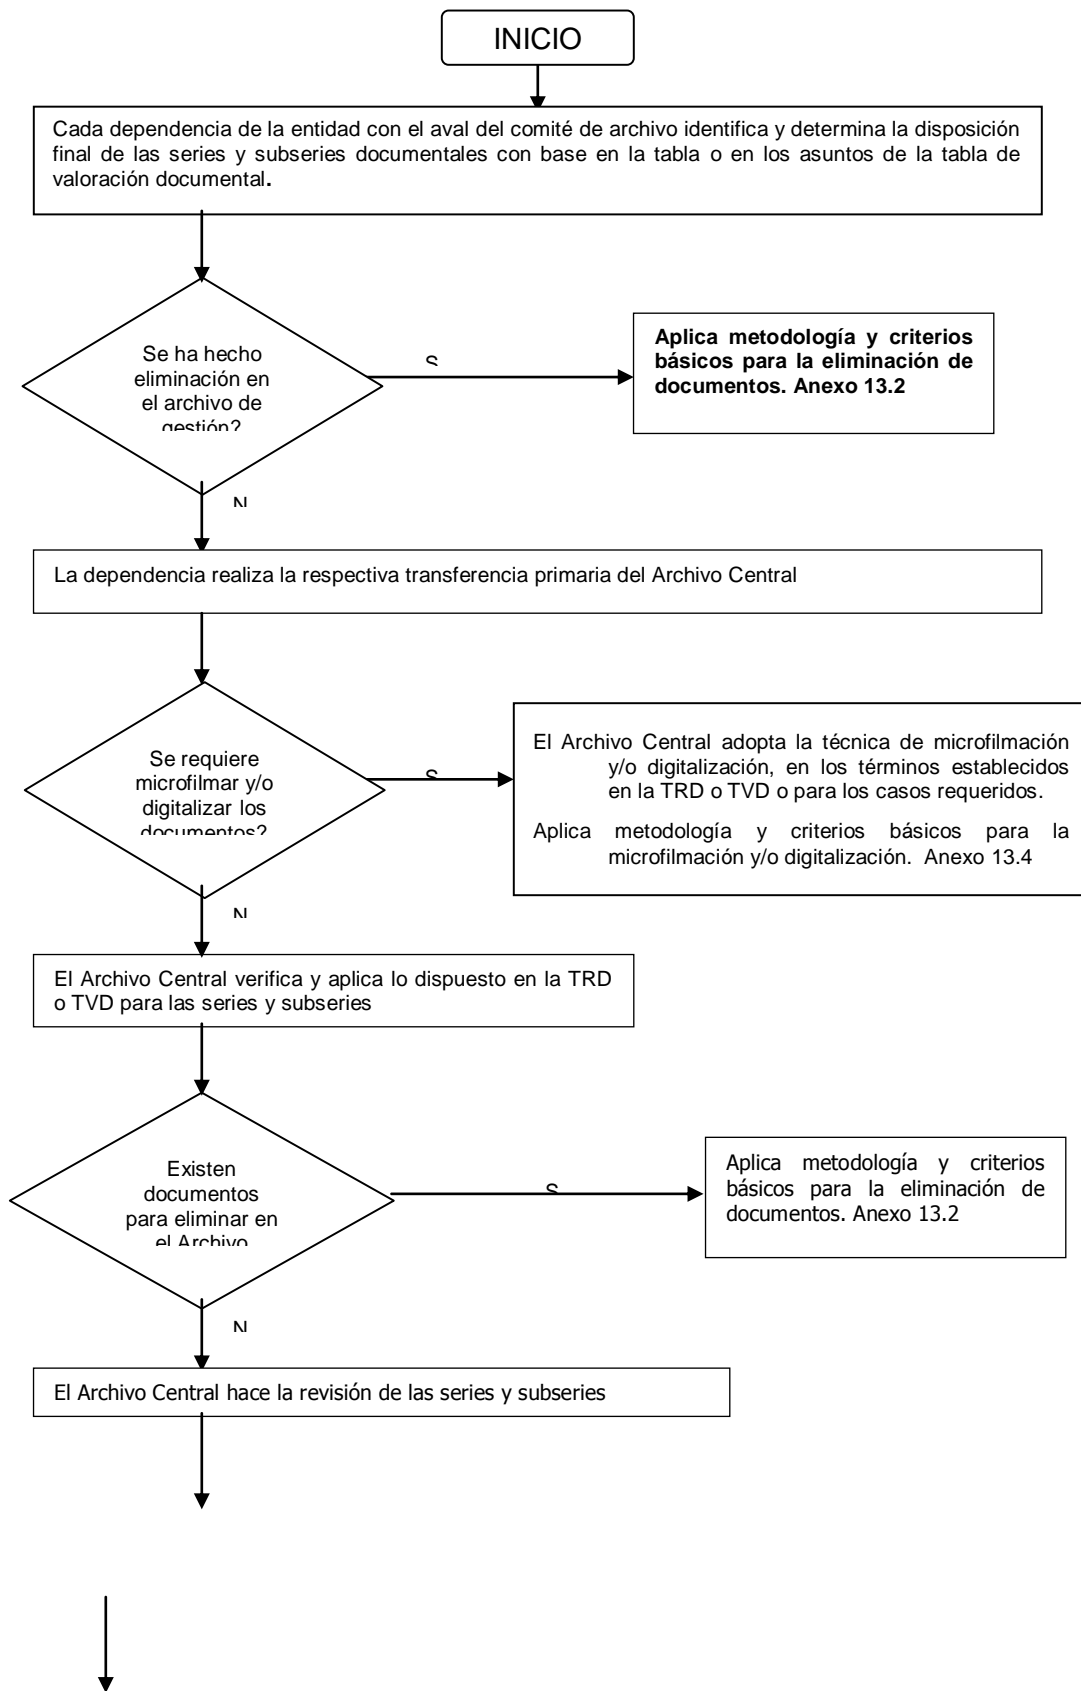 INICIO
Cada dependencia de la entidad con el aval del comité de archivo identifica y determina la disposición
final de las series y subseries documentales con base en la tabla o en los asuntos de la tabla de
valoración documental.
Se ha hecho
eliminación en
el archivo de
gestión?
S
Aplica metodología y criterios
básicos para la eliminación de
documentos. Anexo 13.2
N
La dependencia realiza la respectiva transferencia primaria del Archivo Central
Se requiere
microfilmar y/o
digitalizar los
documentos?
S
El Archivo Central adopta la técnica de microfilmación
y/o digitalización, en los términos establecidos
en la TRD o TVD o para los casos requeridos.
Aplica metodología y criterios básicos para la
microfilmación y/o digitalización. Anexo 13.4
N
El Archivo Central verifica y aplica lo dispuesto en la TRD
o TVD para las series y subseries
Existen
documentos
para eliminar en
el Archivo
S
Aplica metodología y criterios
básicos para la eliminación de
documentos. Anexo 13.2
N
El Archivo Central hace la revisión de las series y subseries